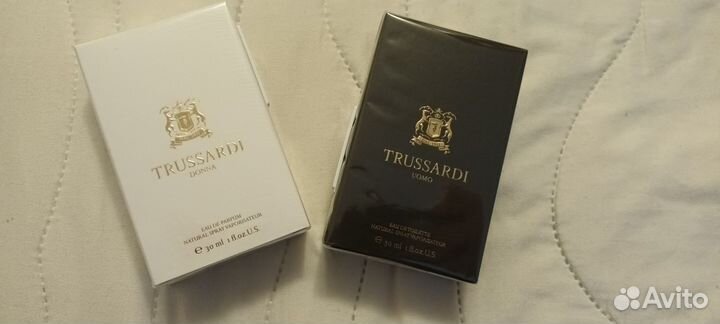 TRUSSARDI
DONNA
EAU DE PARFUM
NATURAL SPRAY VAPORISATEUR
℮ 30 ml 1 fl.oz.U.S.
TRUSSARDI
UOMO
EAU DE TOILETTE
NATURAL SPRAY VAPORISATEUR
℮ 30 ml 1 fl.oz.U.S.
Avito